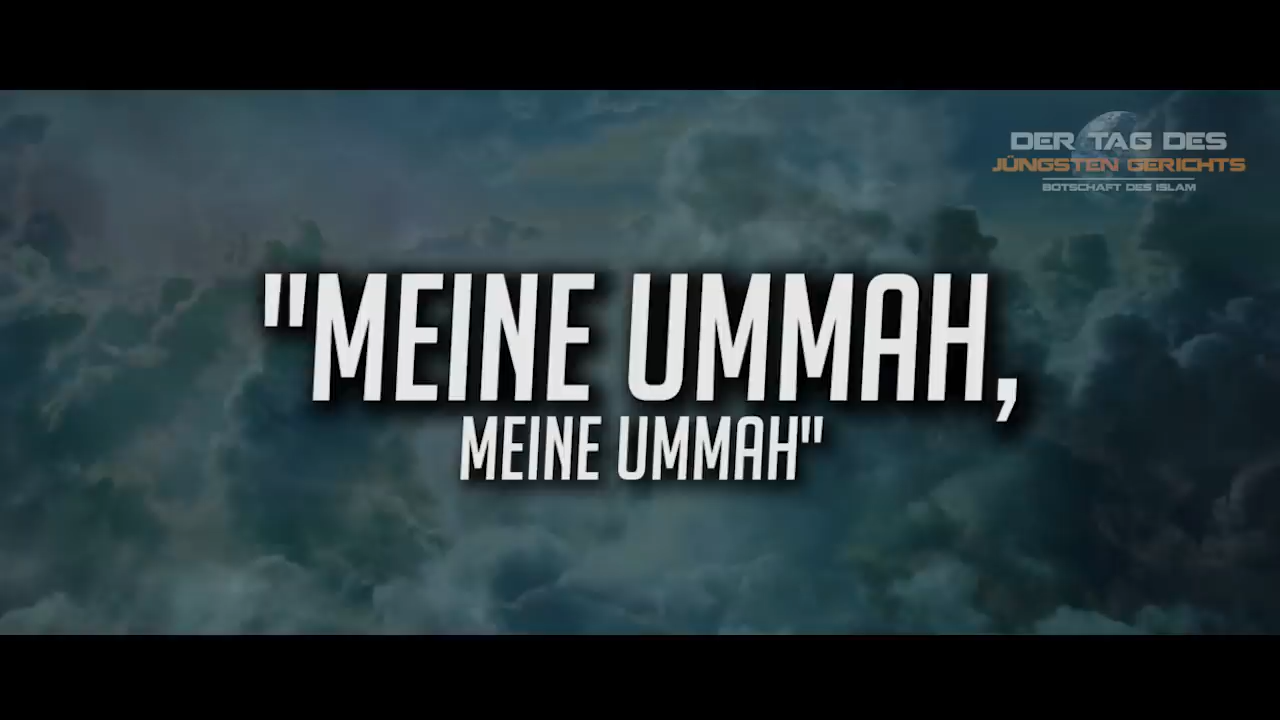 DER TAG DES
JÜNGSTEN GERICHTS
BOTSCHAFT DES ISLAM
"MEINE UMMAH,
MEINE UMMAH"